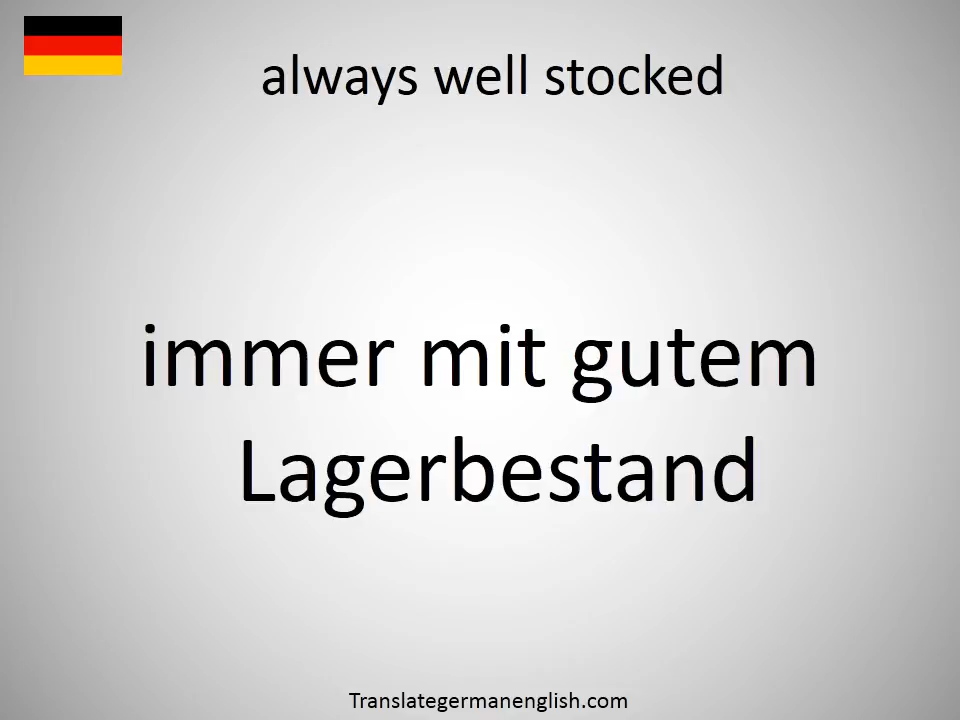 always well stocked
immer mit gutem
Lagerbestand
Translategermanenglish.com